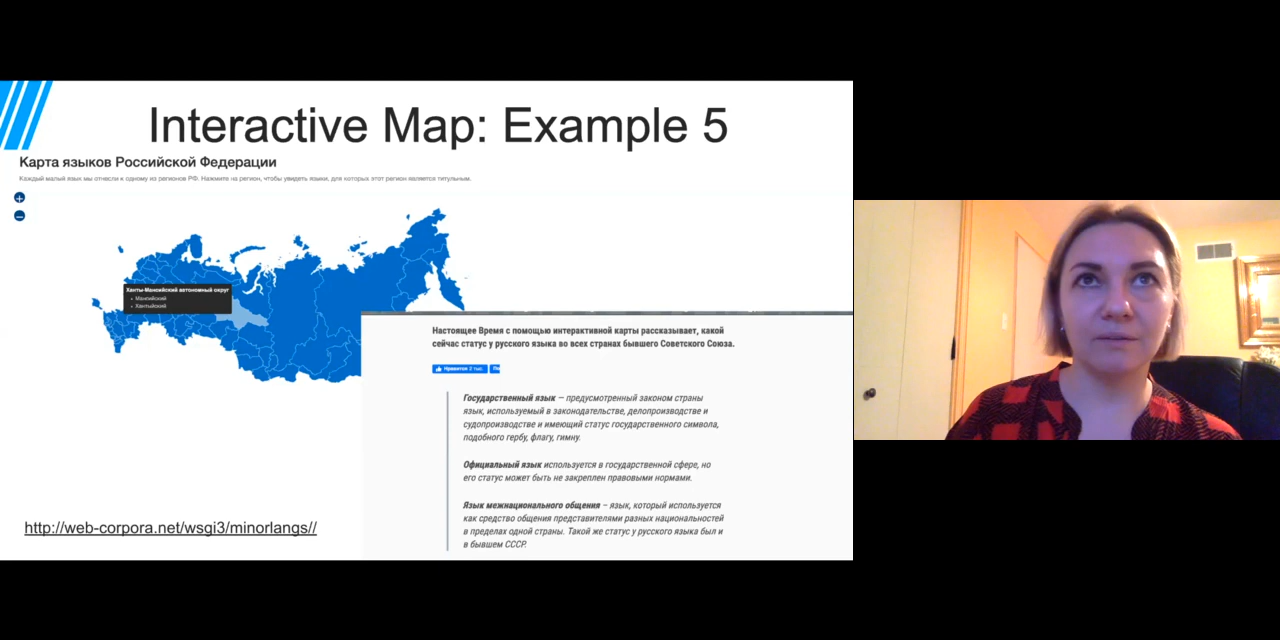 Interactive Map: Example 5
Карта языков Российской Федерации
Каждый малый язык мы отнесли к одному из регионов РФ. Нажмите на регион, чтобы увидеть языки, для которых этот регион является титульным.
Ханты-Мансийский автономный округ
Мансийский
Хантыйский
Настоящее Время с помощью интерактивной карты рассказывает, какой
сейчас статус у русского языка во всех странах бывшего Советского Союза.
Нравится 2 тыс.
Государственный язык – предусмотренный законом страны
язык, используемый в законодательстве, делопроизводстве и
судопроизводстве и имеющий статус государственного символа,
подобного гербу, флагу, гимну.
Официальный язык используется в государственной сфере, но
его статус может быть не закреплен правовыми нормами.
Язык межнационального общения – язык, который используется
как средство общения представителями разных национальностей
в пределах одной страны. Такой же статус у русского языка был и
в бывшем СССР.
http://web-corpora.net/wsgi3/minorlangs//